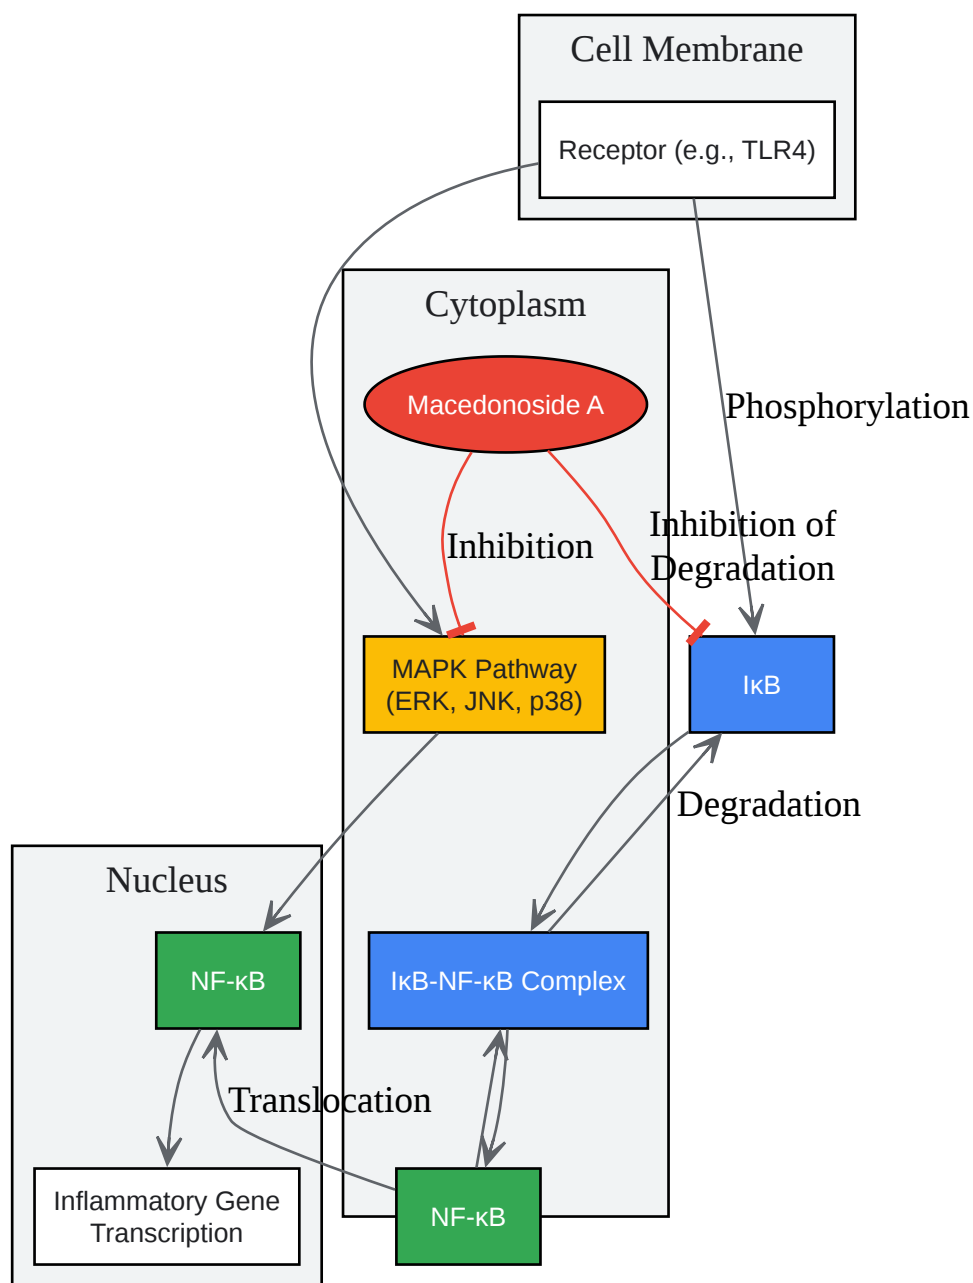 Cell Membrane
Receptor (e.g., TLR4)
Cytoplasm
Macedonoside A
Phosphorylation
Inhibition
Inhibition of
Degradation
MAPK Pathway
(ERK, JNK, p38)
IκB
Degradation
Nucleus
NF-κB
IκB-NF-κB Complex
Translocation
Inflammatory Gene
Transcription
NF-κB